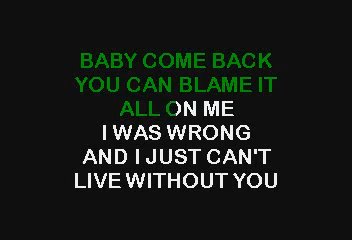 BABY COME BACK
YOU CAN BLAME IT
ALL ON ME
I WAS WRONG
AND I JUST CAN'T
LIVE WITHOUT YOU